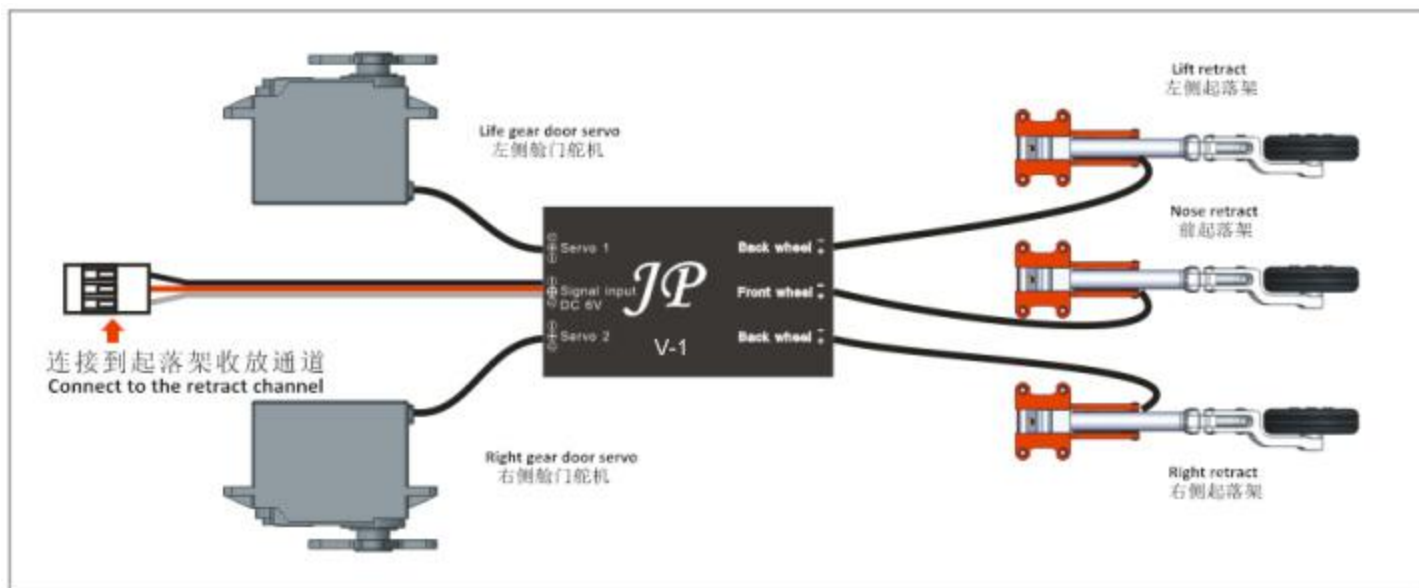 Lift retract
左侧起落架
Life gear door servo
左侧舱门舵机
Nose retract
前起落架
Servo 1
Back wheel
- +
Signal input
DC 6V
JP
Front wheel
- +
Servo 2
V-1
Back wheel
- +
连接到起落架收放通道
Connect to the retract channel
Right gear door servo
右侧舱门舵机
Right retract
右侧起落架